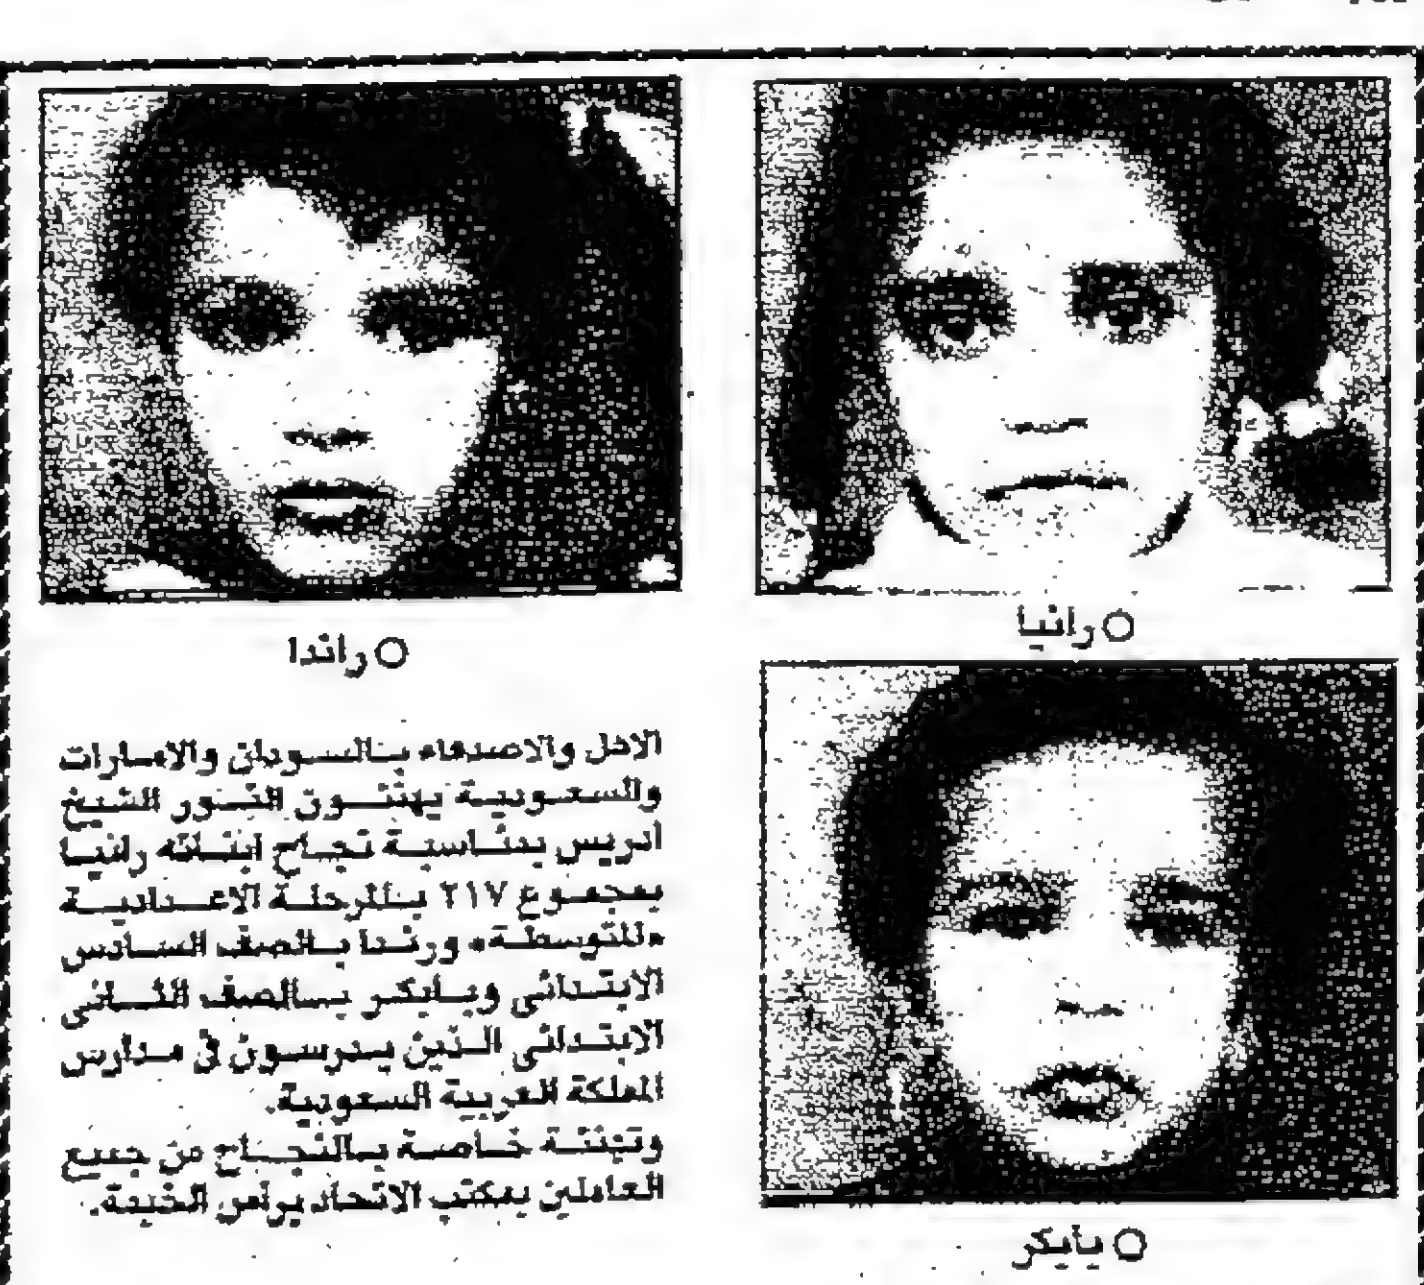 رانيا
راندا
الاهل والاصدقاء بالسودان والامارات
والسعودية يهنئون النور الشيخ
ادريس بمناسبة نجاح ابنائه رانيا
بمجموع ٢١٧ بالمرحلة الاعدادية
«المتوسطة» ورندا بالصف السادس
الابتدائي وبابكر بالصف الثاني
الابتدائي الذين يدرسون في مدارس
المملكة العربية السعودية.
وتهنئة خاصة بالنجاح من جميع
العاملين بمكتب الاتحاد برأس الخيمة.
بابكر